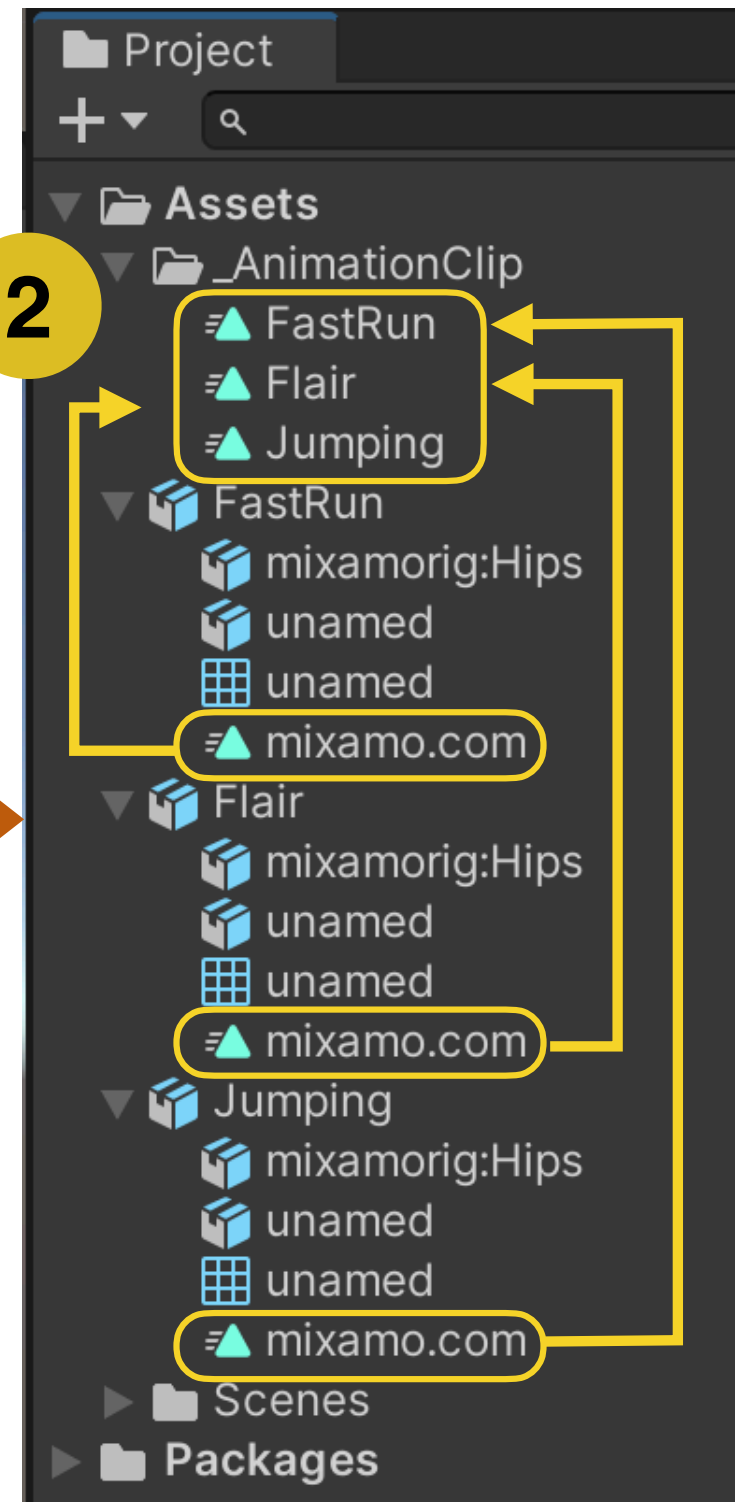 Project
Assets
_AnimationClip
2
FastRun
Flair
Jumping
FastRun
mixamorig:Hips
unamed
unamed
mixamo.com
Flair
mixamorig:Hips
unamed
unamed
mixamo.com
Jumping
mixamorig:Hips
unamed
unamed
mixamo.com
Scenes
Packages